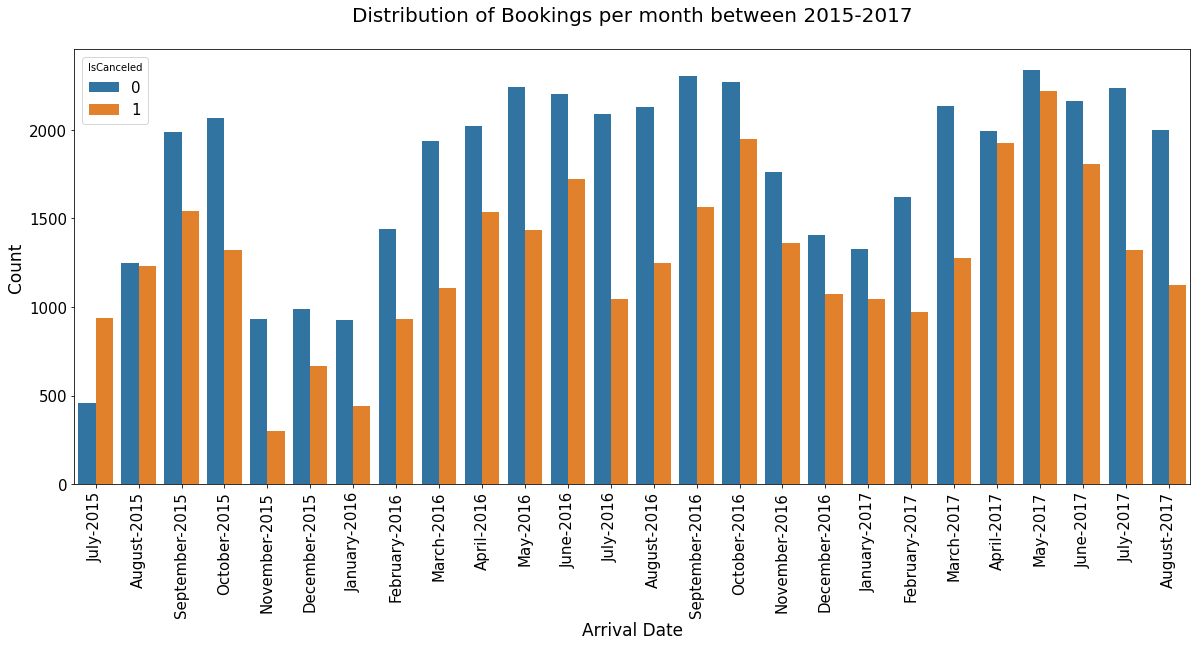 Distribution of Bookings per month between 2015-2017
IsCanceled
0
1
Count
2000
1500
1000
500
0
July-2015
August-2015
September-2015
October-2015
November-2015
December-2015
January-2016
February-2016
March-2016
April-2016
May-2016
June-2016
July-2016
August-2016
September-2016
October-2016
November-2016
December-2016
January-2017
February-2017
March-2017
April-2017
May-2017
June-2017
July-2017
August-2017
Arrival Date